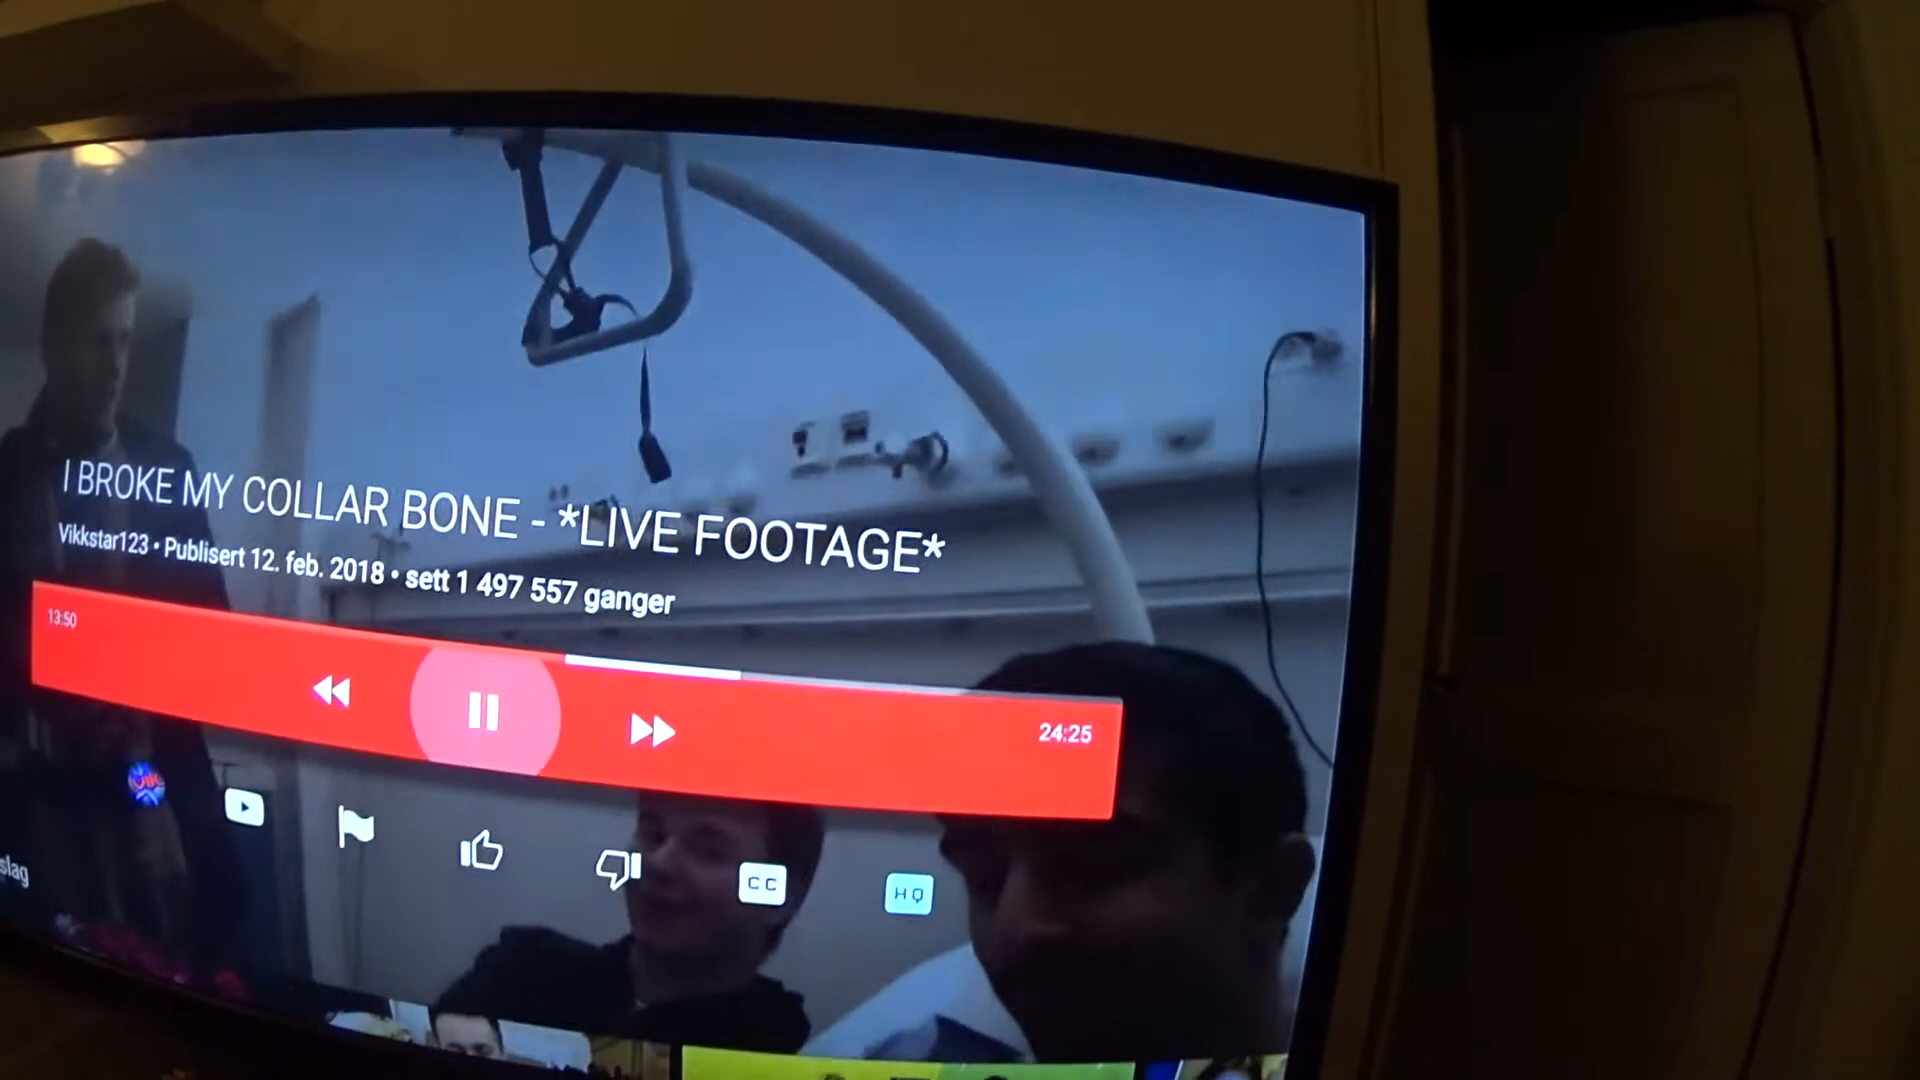 I BROKE MY COLLAR BONE - *LIVE FOOTAGE*
Vikkstar123 • Publisert 12. feb. 2018 • sett 1 497 557 ganger
13:50
24:25
CC
HQ
slag